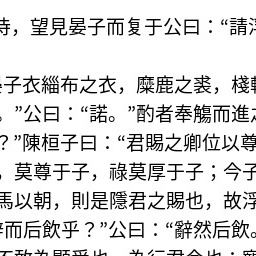 侍，望見晏子而复于公曰：“請浮
晏子衣緇布之衣，麋鹿之裘，棧軫
。”公曰：“諾。”酌者奉觴而進之
？”陳桓子曰：“君賜之卿位以尊
，莫尊于子，祿莫厚于子；今子
馬以朝，則是隱君之賜也，故浮
辭而后飲乎？”公曰：“辭然后飲。